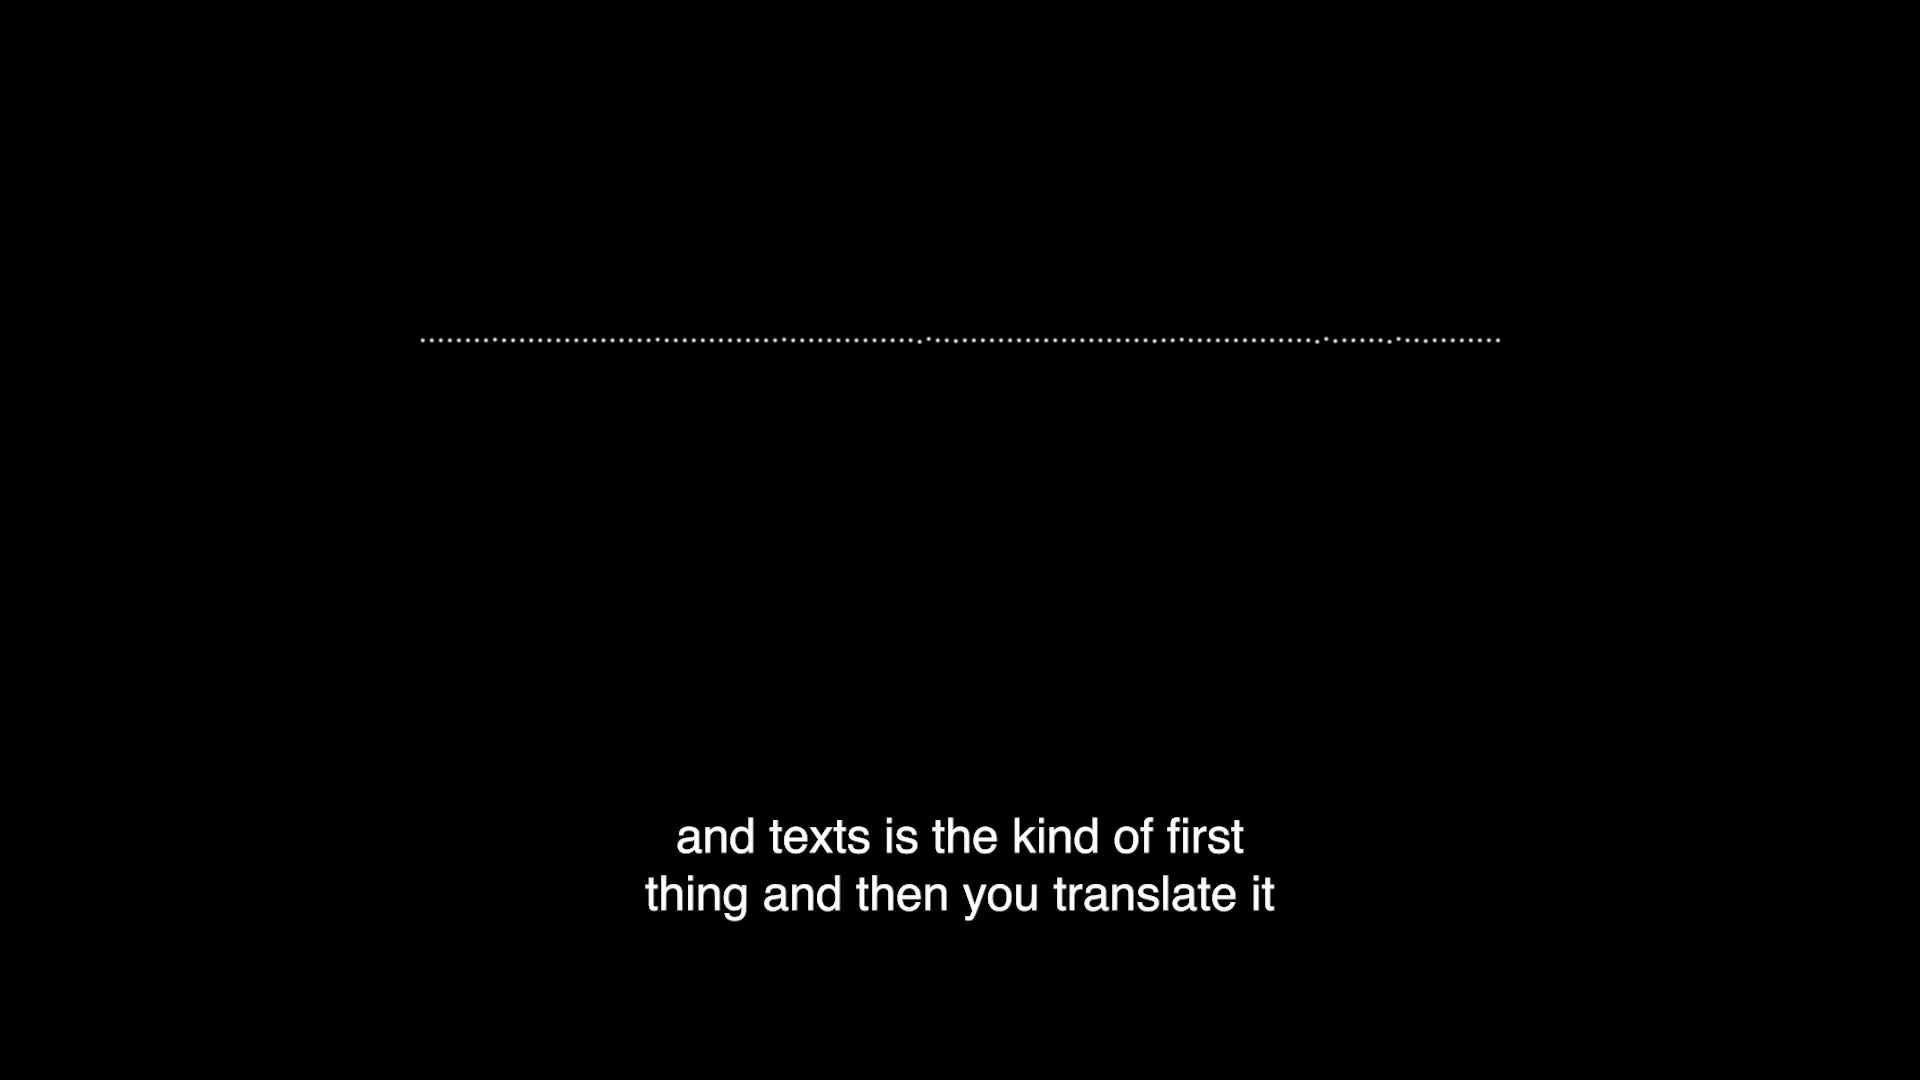 and texts is the kind of first
thing and then you translate it